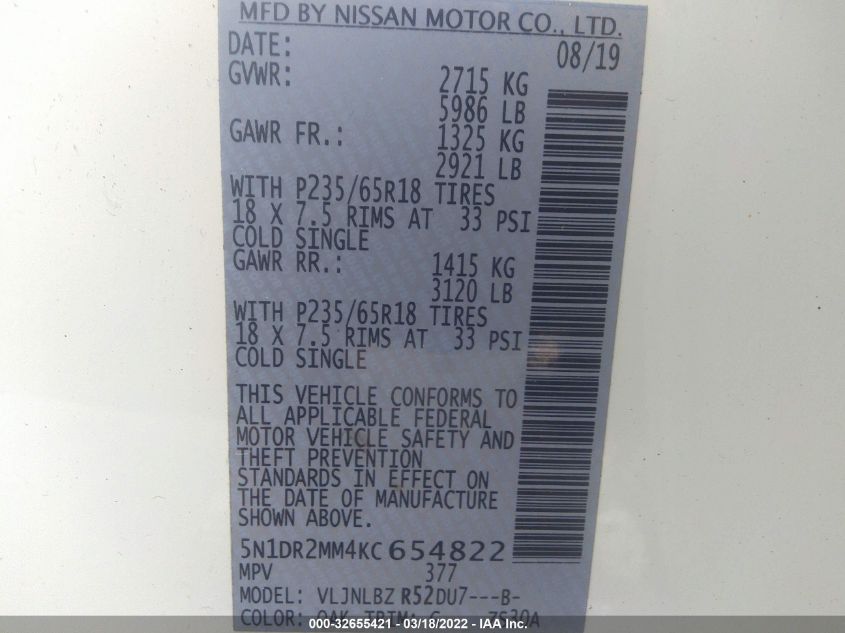 MFD BY NISSAN MOTOR CO., LTD.
DATE: 08/19
GVWR: 2715 KG
5986 LB
GAWR FR.: 1325 KG
2921 LB
WITH P235/65R18 TIRES
18 X 7.5 RIMS AT 33 PSI
COLD SINGLE
GAWR RR.: 1415 KG
3120 LB
WITH P235/65R18 TIRES
18 X 7.5 RIMS AT 33 PSI
COLD SINGLE
THIS VEHICLE CONFORMS TO
ALL APPLICABLE FEDERAL
MOTOR VEHICLE SAFETY AND
THEFT PREVENTION
STANDARDS IN EFFECT ON
THE DATE OF MANUFACTURE
SHOWN ABOVE.
5N1DR2MM4KC654822
MPV 377
MODEL: VLJNLBZ R52DU7---B-
COLOR: QAK TRIM: G
000-32655421 - 03/18/2022 - IAA Inc.